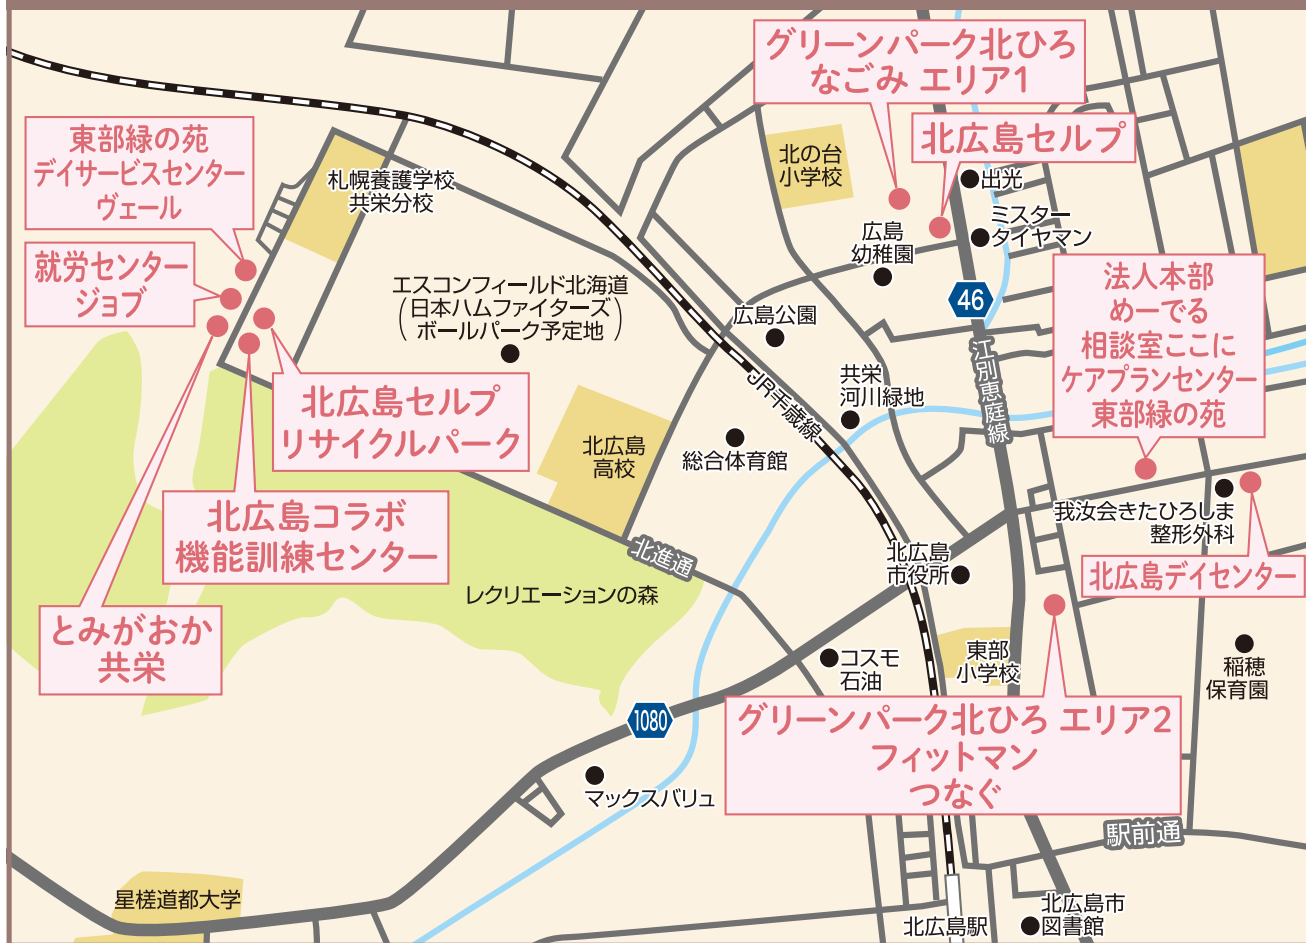 グリーンパーク北ひろ
なごみ エリア1
北広島セルプ
東部緑の苑
デイサービスセンター
ヴェール
札幌養護学校
共栄分校
北の台
小学校
出光
ミスター
タイヤマン
広島
幼稚園
就労センター
ジョブ
エスコンフィールド北海道
(日本ハムファイターズ
ボールパーク予定地)
46
法人本部
めーでる
相談室ここに
ケアプランセンター
東部緑の苑
広島公園
江別恵庭線
JR千歳線
共栄
河川緑地
北広島セルプ
リサイクルパーク
北広島
高校
総合体育館
北広島コラボ
機能訓練センター
我汝会きたひろしま
整形外科
北進通
北広島
市役所
北広島デイセンター
レクリエーションの森
とみがおか
共栄
コスモ
石油
東部
小学校
稲穂
保育園
1080
グリーンパーク北ひろ エリア2
フィットマン
つなぐ
マックスバリュ
駅前通
星槎道都大学
北広島駅
北広島市
図書館